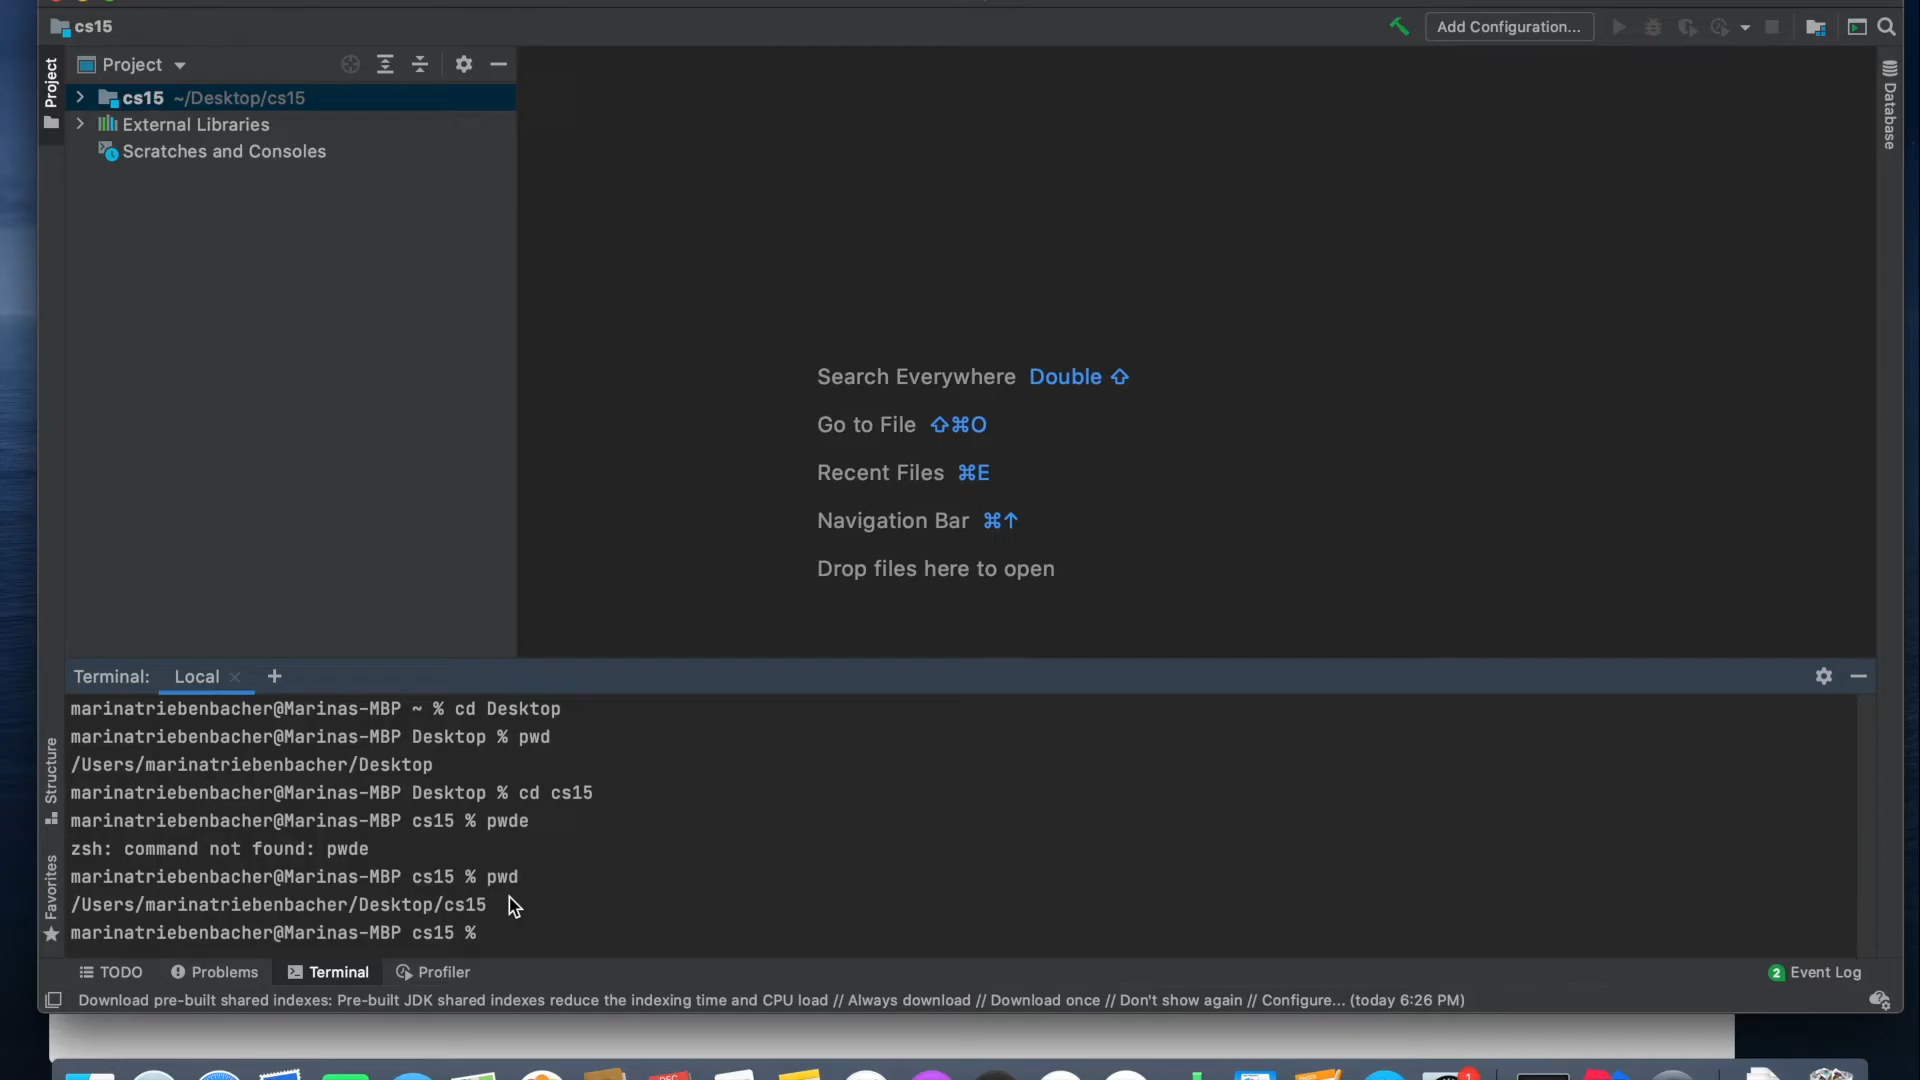 cs15
Add Configuration...
Project
Project
cs15 ~/Desktop/cs15
External Libraries
Scratches and Consoles
Database
Search Everywhere Double ⇧
Go to File ⇧⌘O
Recent Files ⌘E
Navigation Bar ⌘↑
Drop files here to open
Terminal: Local × +
marinatriebenbacher@Marinas-MBP ~ % cd Desktop
marinatriebenbacher@Marinas-MBP Desktop % pwd
/Users/marinatriebenbacher/Desktop
marinatriebenbacher@Marinas-MBP Desktop % cd cs15
marinatriebenbacher@Marinas-MBP cs15 % pwde
zsh: command not found: pwde
marinatriebenbacher@Marinas-MBP cs15 % pwd
/Users/marinatriebenbacher/Desktop/cs15
marinatriebenbacher@Marinas-MBP cs15 %
Structure
Favorites
TODO Problems Terminal Profiler
2 Event Log
Download pre-built shared indexes: Pre-built JDK shared indexes reduce the indexing time and CPU load // Always download // Download once // Don't show again // Configure... (today 6:26 PM)
DEC
1